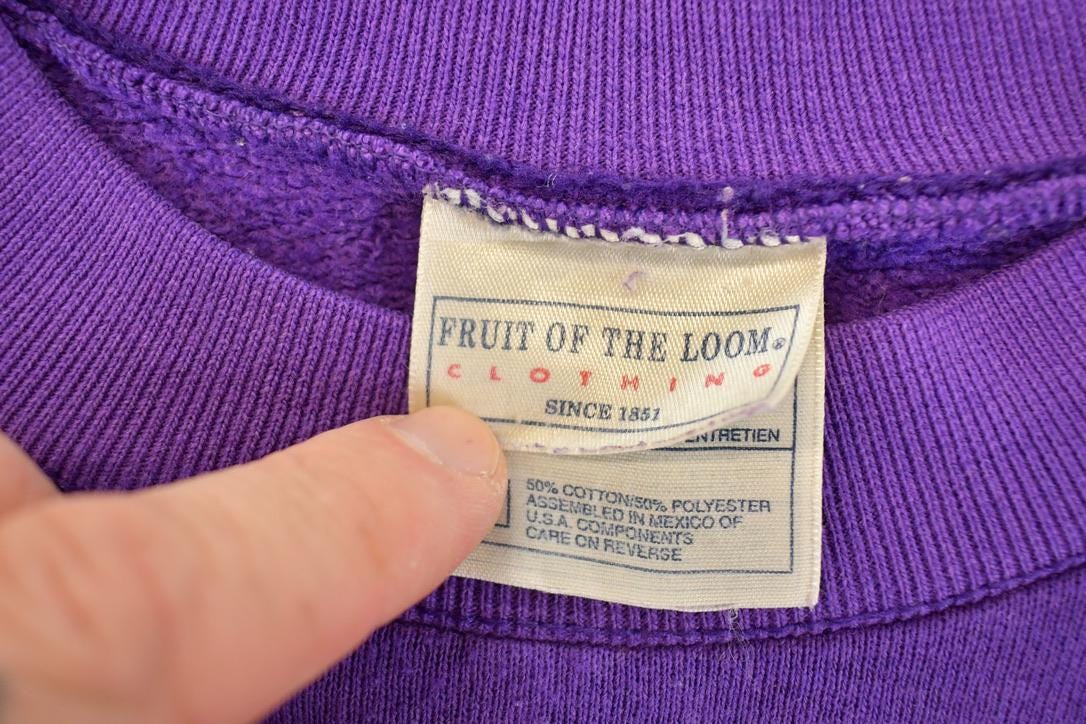 FRUIT OF THE LOOM®
CLOTHING
SINCE 1851
ENTRETIEN
50% COTTON/50% POLYESTER
ASSEMBLED IN MEXICO OF
U.S.A. COMPONENTS
CARE ON REVERSE